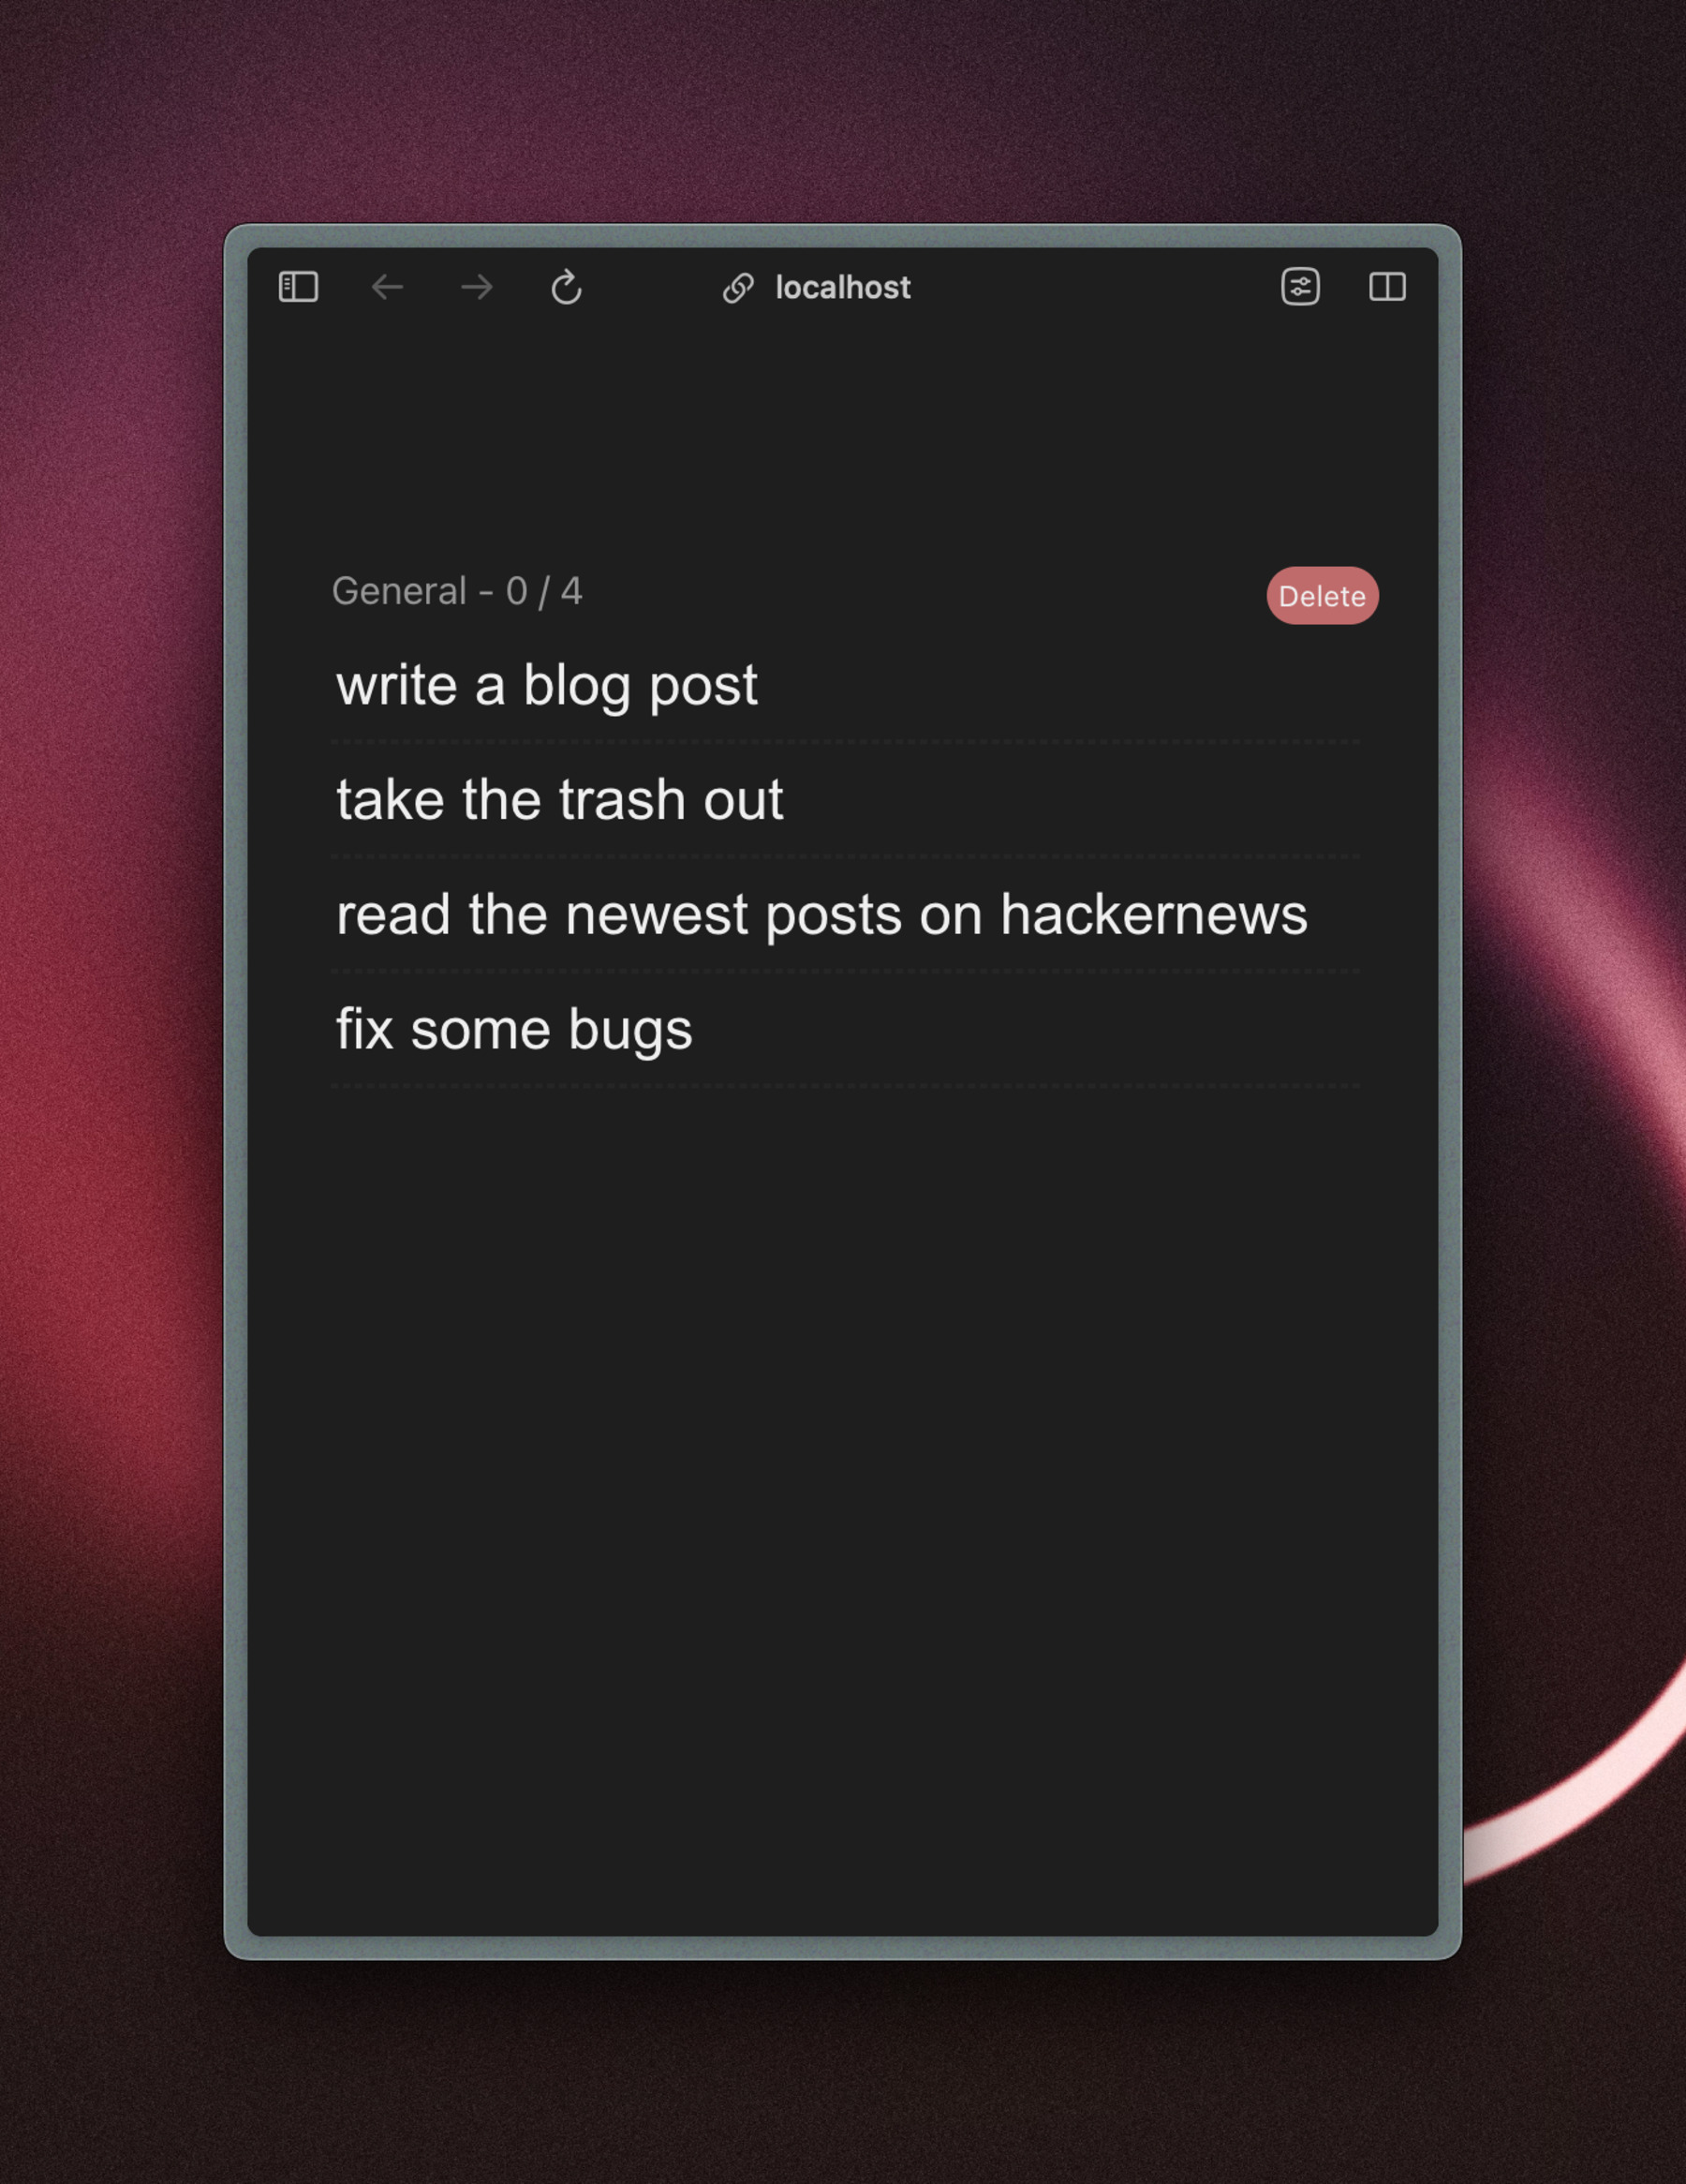 localhost
General - 0 / 4
Delete
write a blog post
take the trash out
read the newest posts on hackernews
fix some bugs